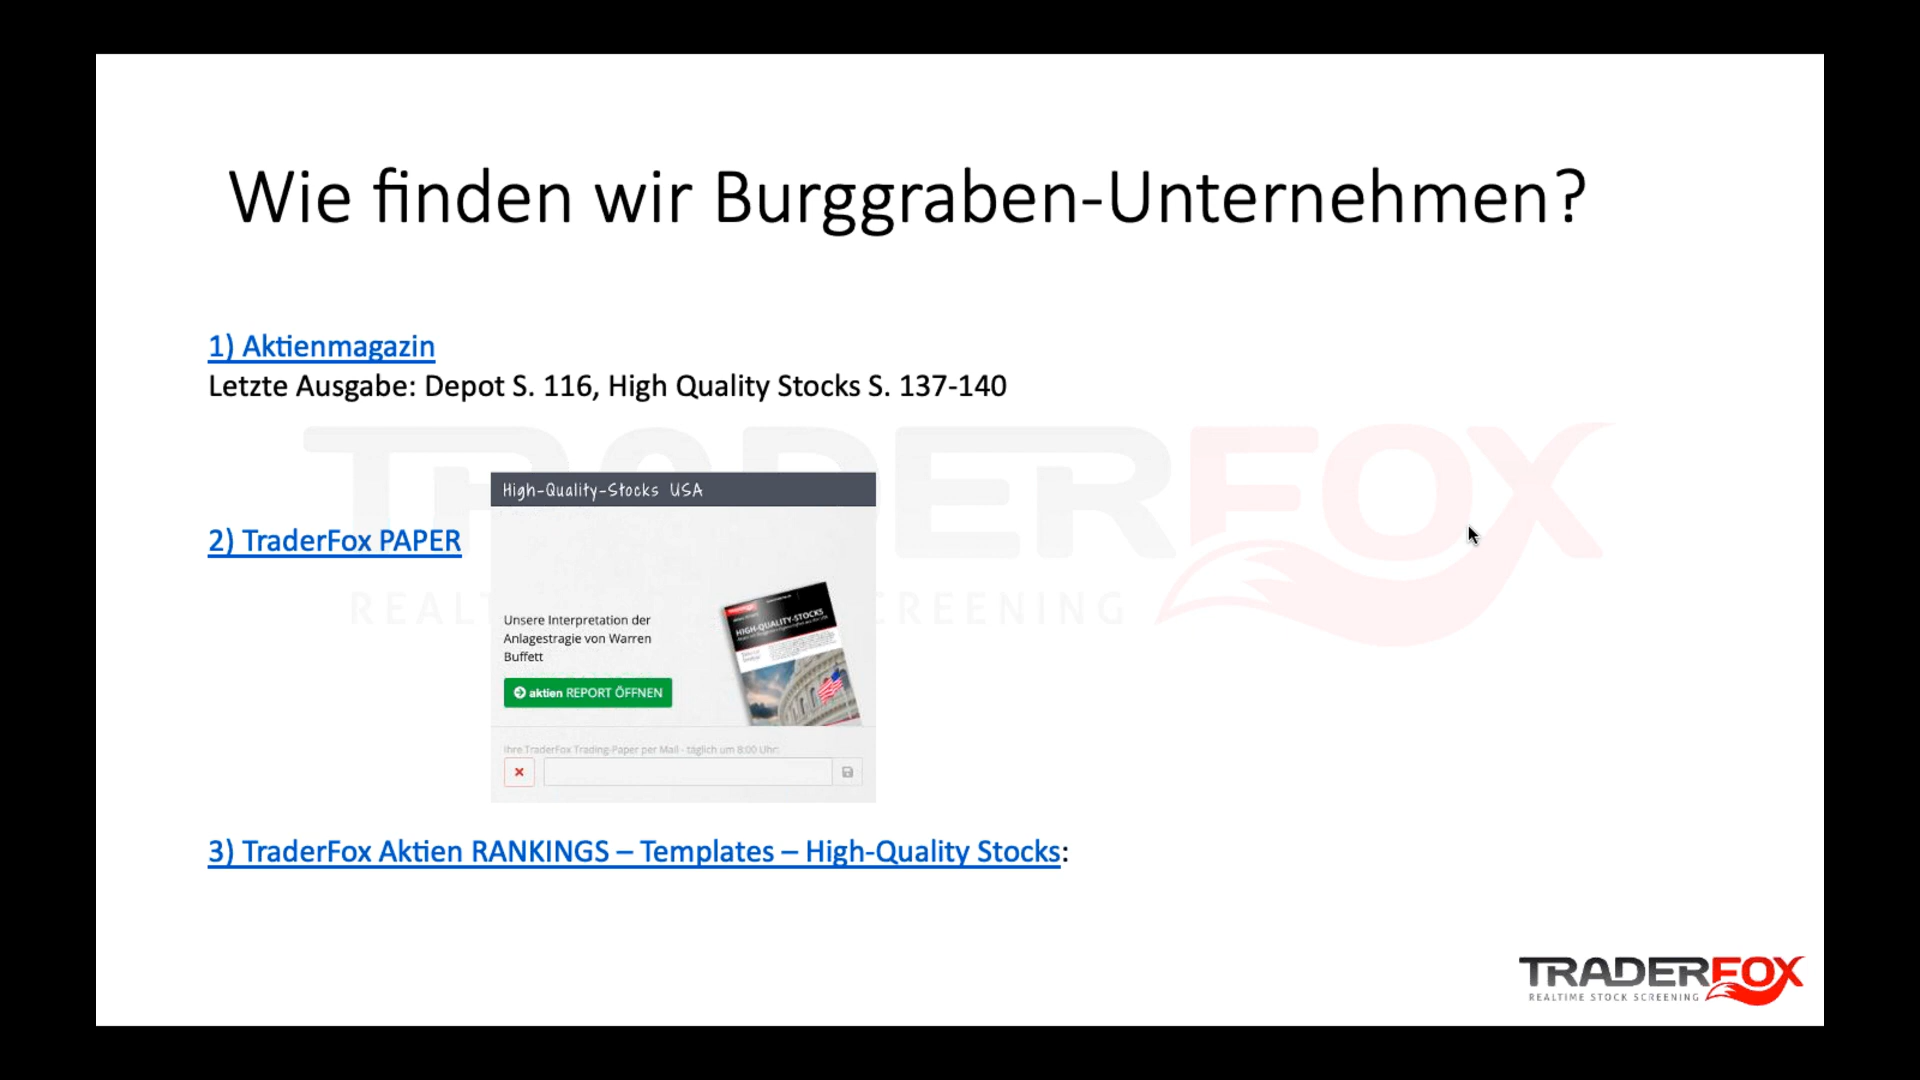 Wie finden wir Burggraben-Unternehmen?
1) Aktienmagazin
Letzte Ausgabe: Depot S. 116, High Quality Stocks S. 137-140
2) TraderFox PAPER
High-Quality-Stocks USA
Unsere Interpretation der
Anlagestragie von Warren
Buffett
aktien REPORT ÖFFNEN
HIGH-QUALITY-STOCKS
Ihre TraderFox Trading-Paper per Mail - täglich um 8:00 Uhr:
3) TraderFox Aktien RANKINGS – Templates – High-Quality Stocks:
TRADERFOX
REALTIME STOCK SCREENING